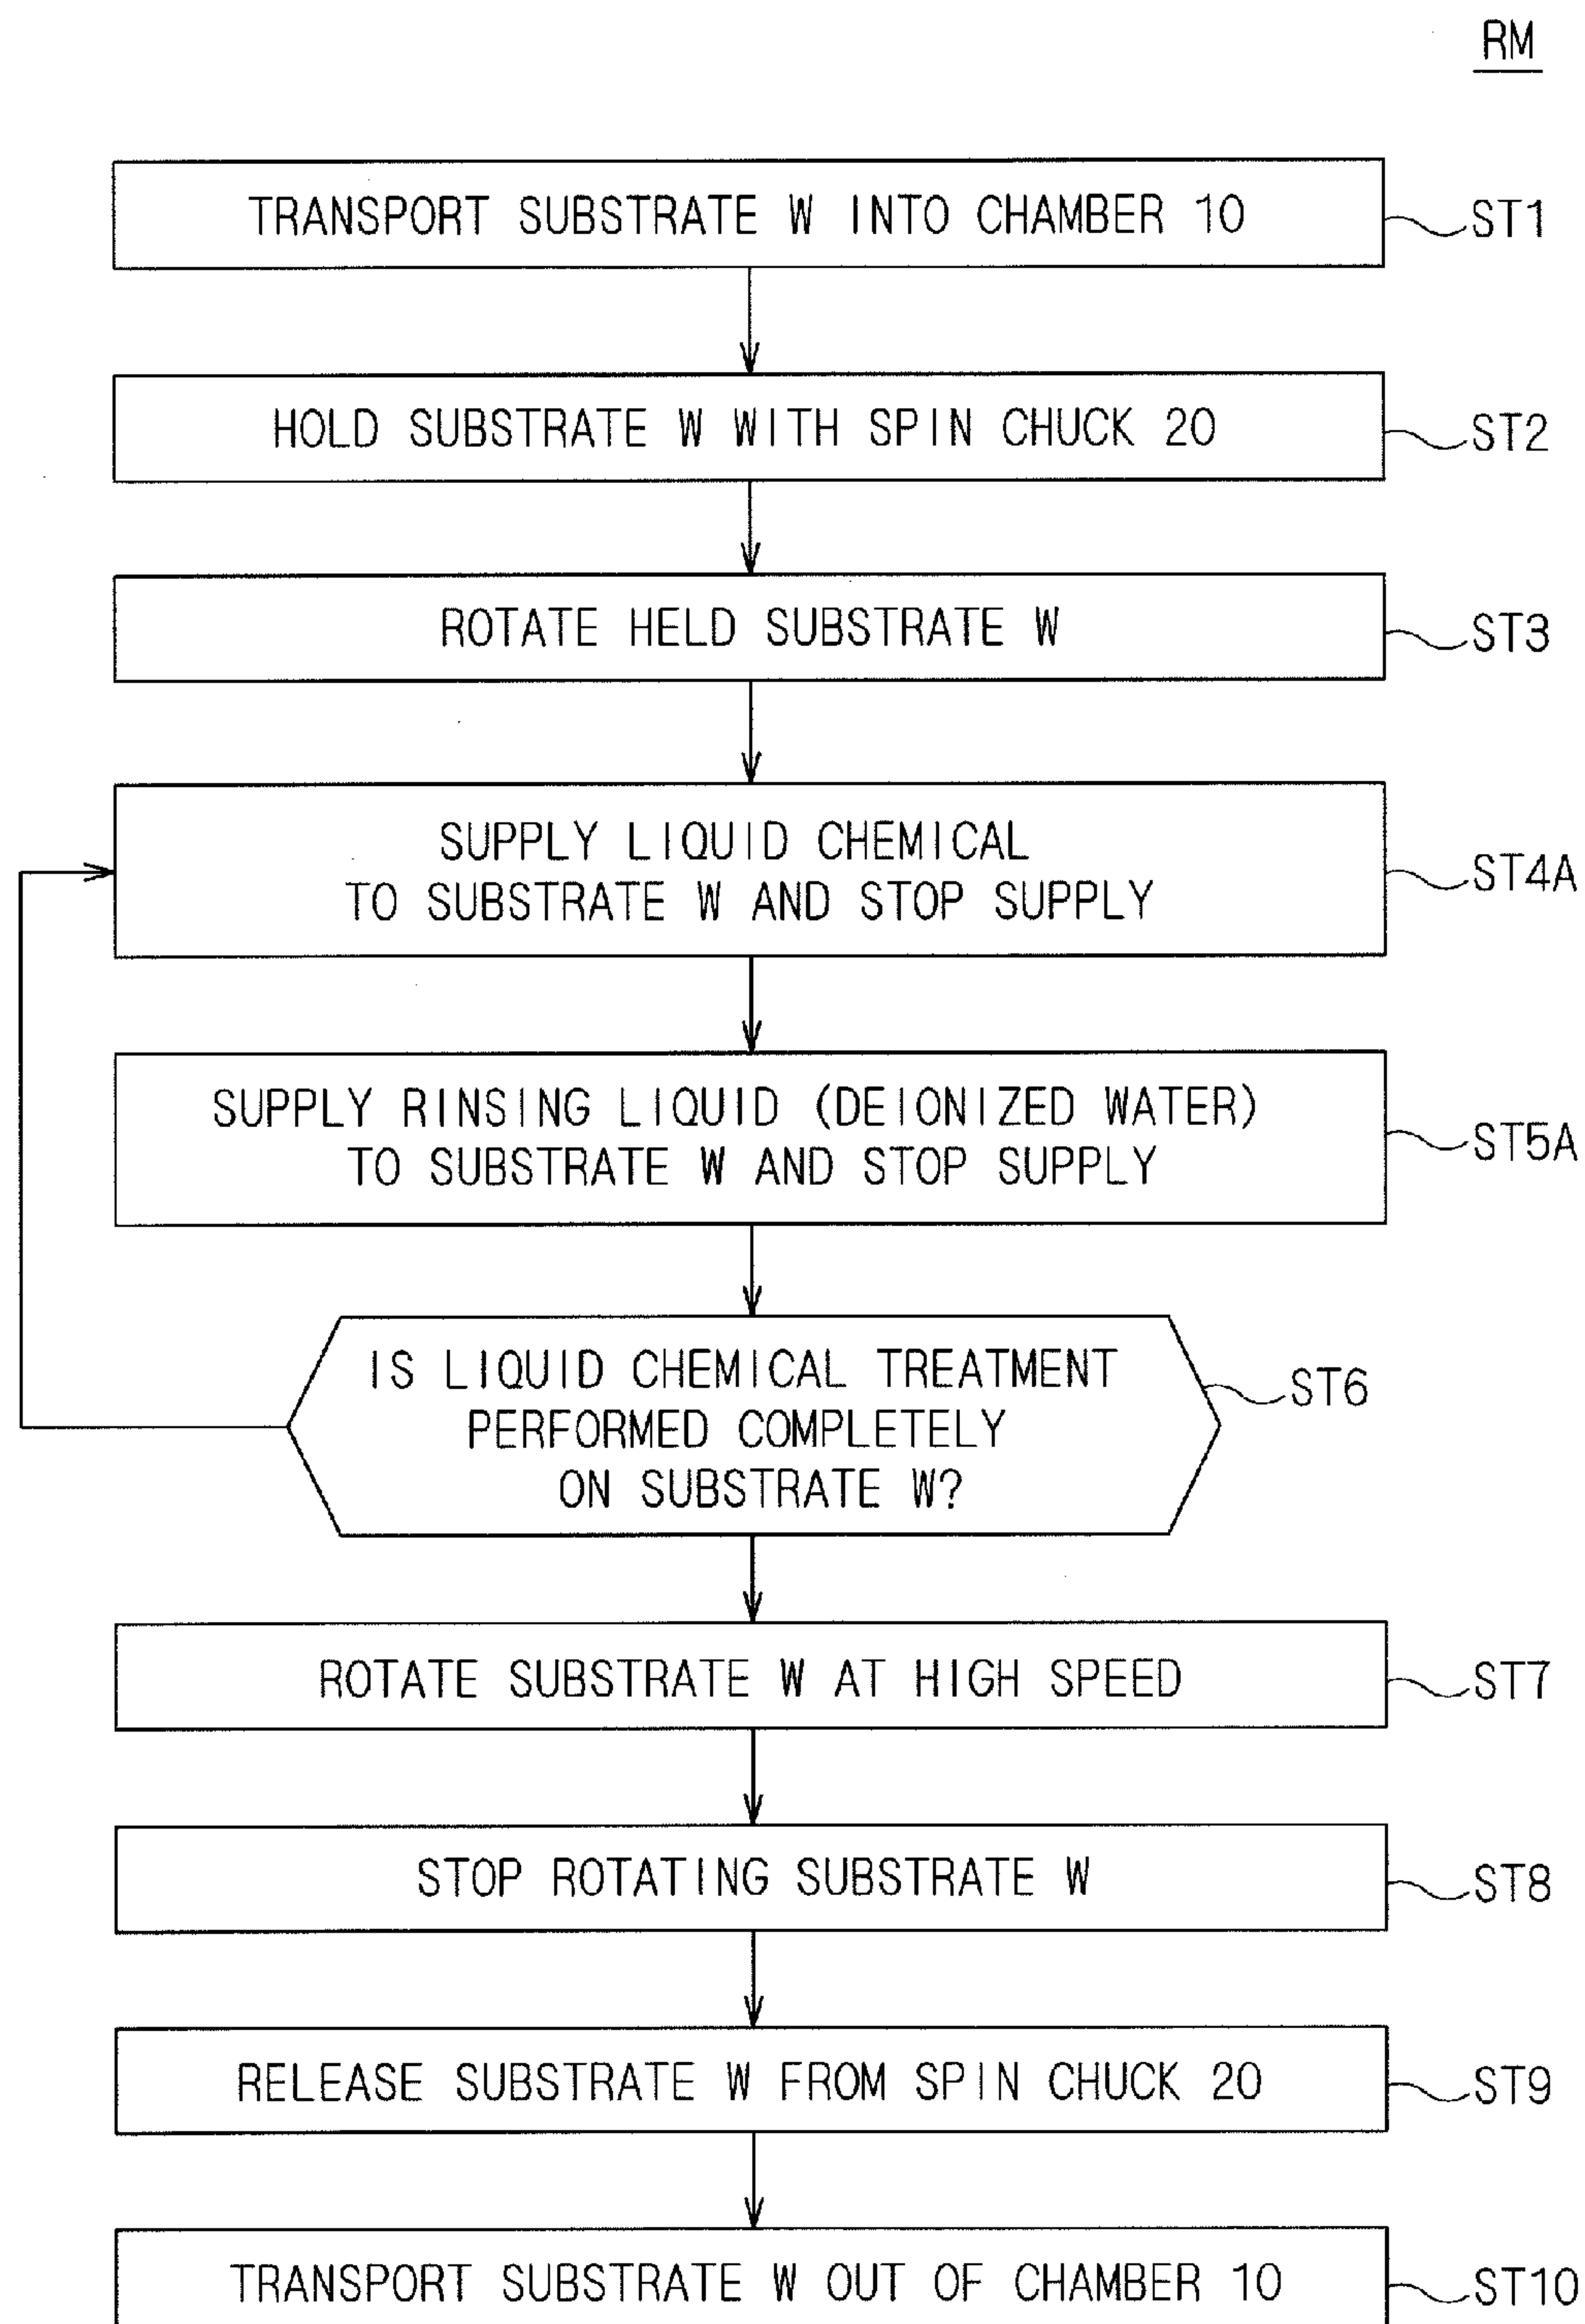 RM
TRANSPORT SUBSTRATE W INTO CHAMBER 10
ST1
HOLD SUBSTRATE W WITH SPIN CHUCK 20
ST2
ROTATE HELD SUBSTRATE W
ST3
SUPPLY LIQUID CHEMICAL
TO SUBSTRATE W AND STOP SUPPLY
ST4A
SUPPLY RINSING LIQUID (DEIONIZED WATER)
TO SUBSTRATE W AND STOP SUPPLY
ST5A
IS LIQUID CHEMICAL TREATMENT
PERFORMED COMPLETELY
ON SUBSTRATE W?
ST6
ROTATE SUBSTRATE W AT HIGH SPEED
ST7
STOP ROTATING SUBSTRATE W
ST8
RELEASE SUBSTRATE W FROM SPIN CHUCK 20
ST9
TRANSPORT SUBSTRATE W OUT OF CHAMBER 10
ST10